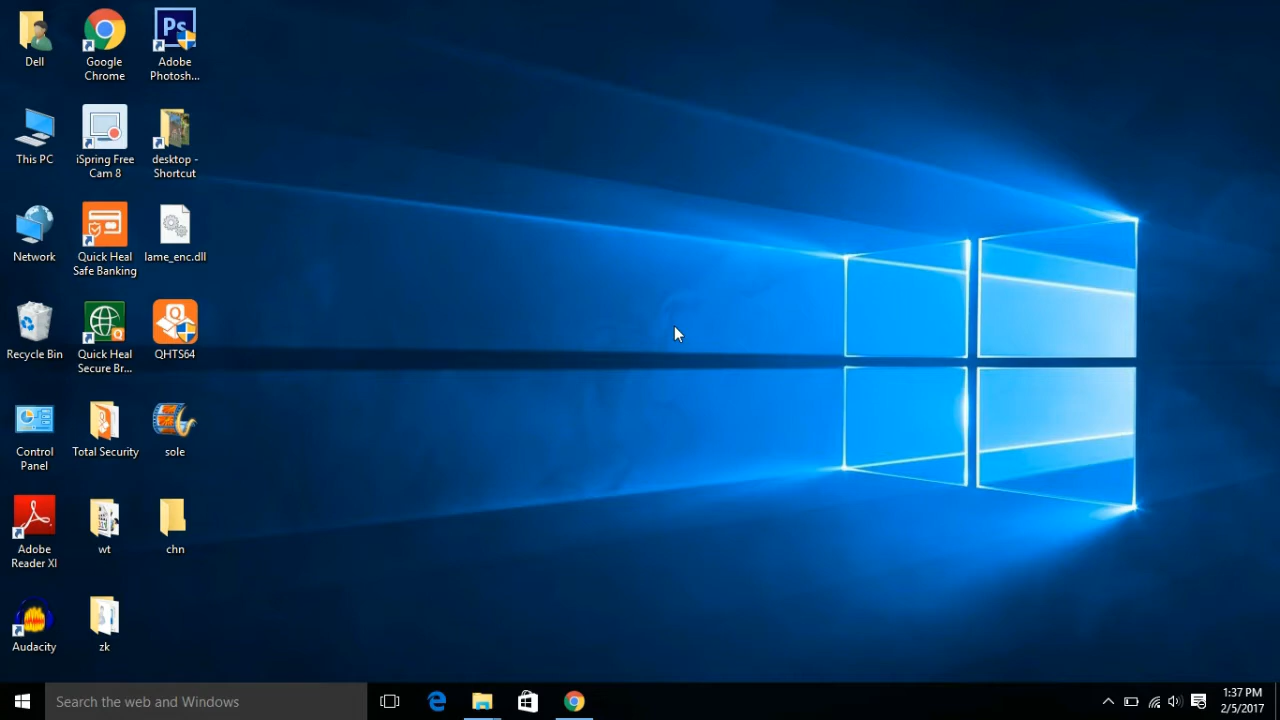 Dell
Google
Chrome
Ps
Adobe
Photosh...
This PC
iSpring Free
Cam 8
desktop -
Shortcut
Network
Quick Heal
Safe Banking
lame_enc.dll
Recycle Bin
Quick Heal
Secure Br...
QHTS64
Control
Panel
Total Security
sole
Adobe
Reader XI
wt
chn
Audacity
zk
Search the web and Windows
1:37 PM
2/5/2017